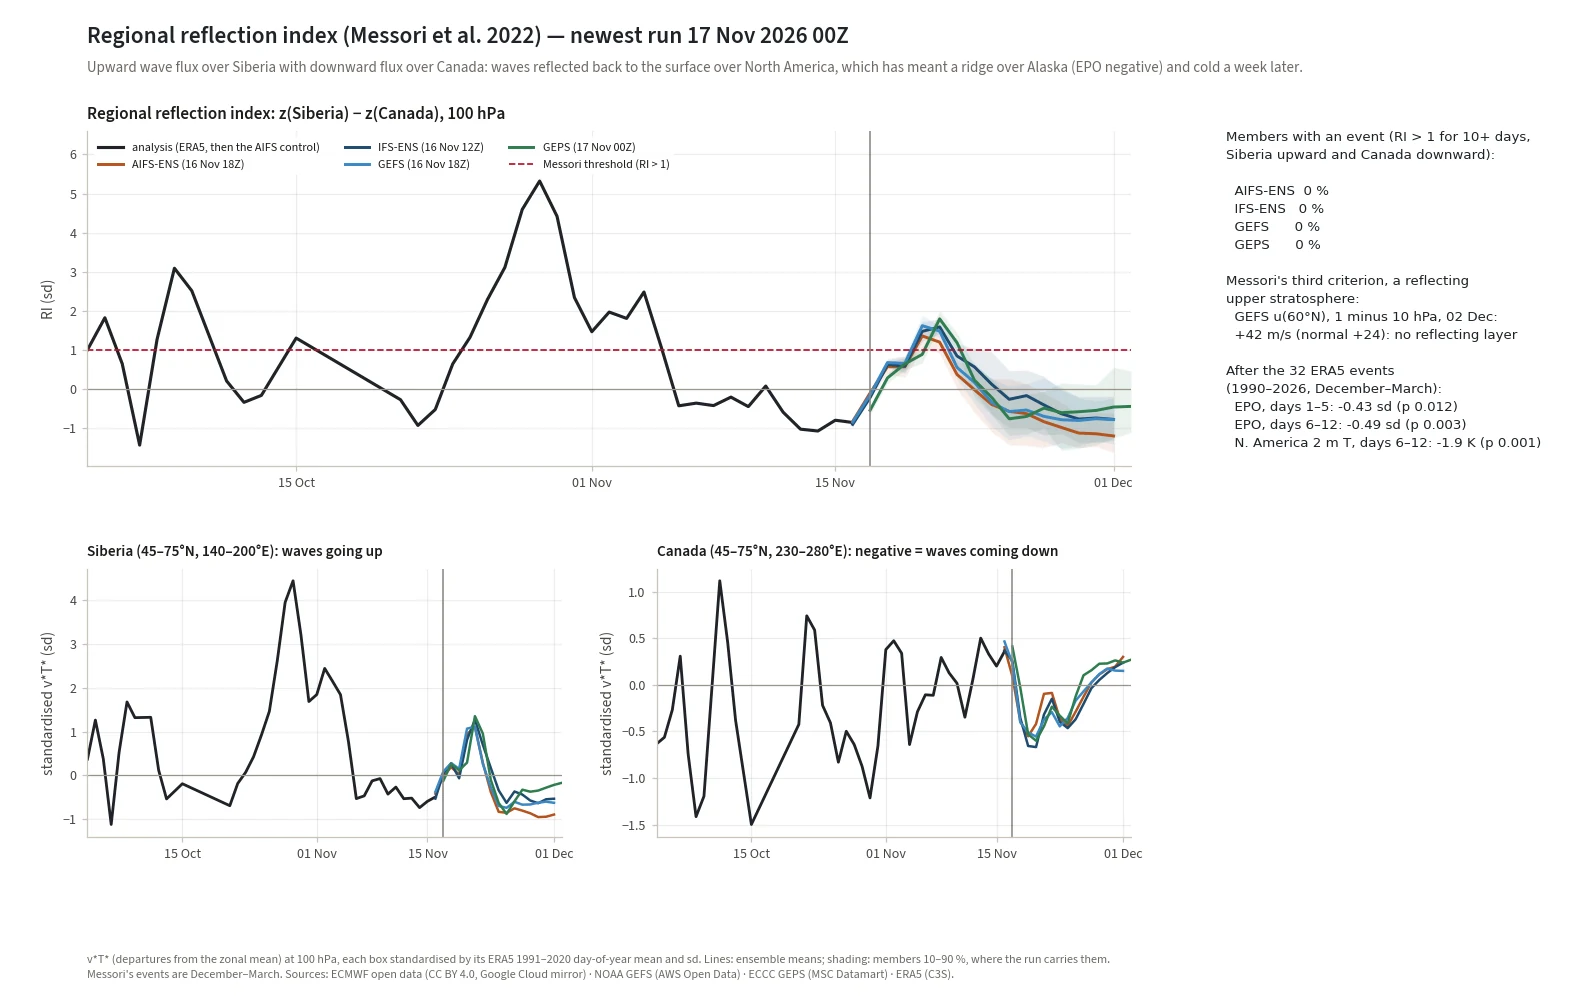 Regional reflection index (Messori et al. 2022) — newest run 17 Nov 2026 00Z
Upward wave flux over Siberia with downward flux over Canada: waves reflected back to the surface over North America, which has meant a ridge over Alaska (EPO negative) and cold a week later.
Regional reflection index: z(Siberia) − z(Canada), 100 hPa
analysis (ERA5, then the AIFS control)
AIFS-ENS (16 Nov 18Z)
IFS-ENS (16 Nov 12Z)
GEFS (16 Nov 18Z)
GEPS (17 Nov 00Z)
Messori threshold (RI > 1)
RI (sd)
6
5
4
3
2
1
0
−1
15 Oct
01 Nov
15 Nov
01 Dec
Members with an event (RI > 1 for 10+ days,
Siberia upward and Canada downward):
AIFS-ENS 0 %
IFS-ENS 0 %
GEFS 0 %
GEPS 0 %
Messori's third criterion, a reflecting
upper stratosphere:
GEFS u(60°N), 1 minus 10 hPa, 02 Dec:
+42 m/s (normal +24): no reflecting layer
After the 32 ERA5 events
(1990–2026, December–March):
EPO, days 1–5: -0.43 sd (p 0.012)
EPO, days 6–12: -0.49 sd (p 0.003)
N. America 2 m T, days 6–12: -1.9 K (p 0.001)
Siberia (45–75°N, 140–200°E): waves going up
standardised v*T* (sd)
4
3
2
1
0
−1
15 Oct
01 Nov
15 Nov
01 Dec
Canada (45–75°N, 230–280°E): negative = waves coming down
standardised v*T* (sd)
1.0
0.5
0.0
−0.5
−1.0
−1.5
15 Oct
01 Nov
15 Nov
01 Dec
v*T* (departures from the zonal mean) at 100 hPa, each box standardised by its ERA5 1991–2020 day-of-year mean and sd. Lines: ensemble means; shading: members 10–90 %, where the run carries them.
Messori's events are December–March. Sources: ECMWF open data (CC BY 4.0, Google Cloud mirror) · NOAA GEFS (AWS Open Data) · ECCC GEPS (MSC Datamart) · ERA5 (C3S).